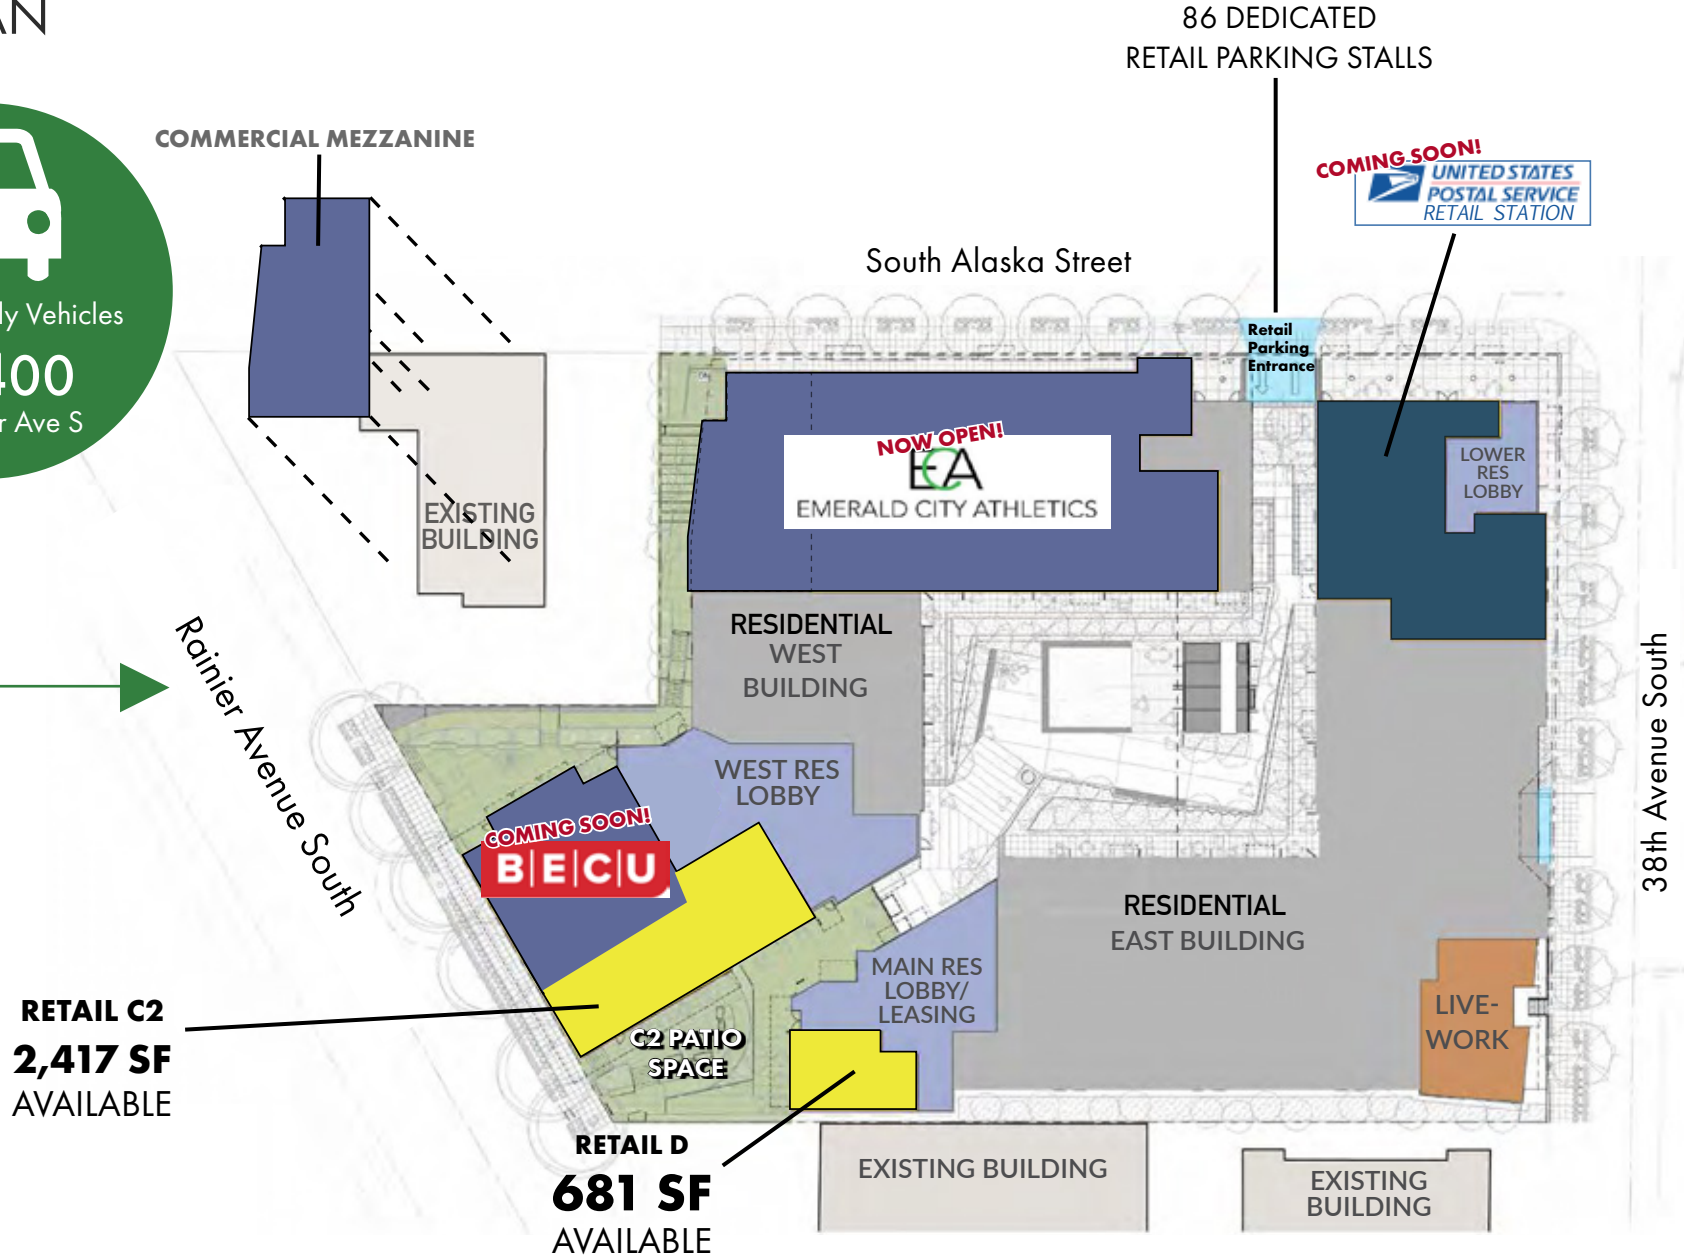 86 DEDICATED
RETAIL PARKING STALLS
COMMERCIAL MEZZANINE
COMING SOON!
UNITED STATES
POSTAL SERVICE
RETAIL STATION
South Alaska Street
Vehicles
Ave S
Retail
Parking
Entrance
NOW OPEN!
ECA
EMERALD CITY ATHLETICS
LOWER
RES
LOBBY
EXISTING
BUILDING
RESIDENTIAL
WEST
BUILDING
Rainier Avenue South
38th Avenue South
WEST RES
LOBBY
COMING SOON!
B|E|C|U
RESIDENTIAL
EAST BUILDING
MAIN RES
LOBBY/
LEASING
LIVE-
WORK
RETAIL C2
2,417 SF
AVAILABLE
C2 PATIO
SPACE
RETAIL D
681 SF
AVAILABLE
EXISTING BUILDING
EXISTING
BUILDING